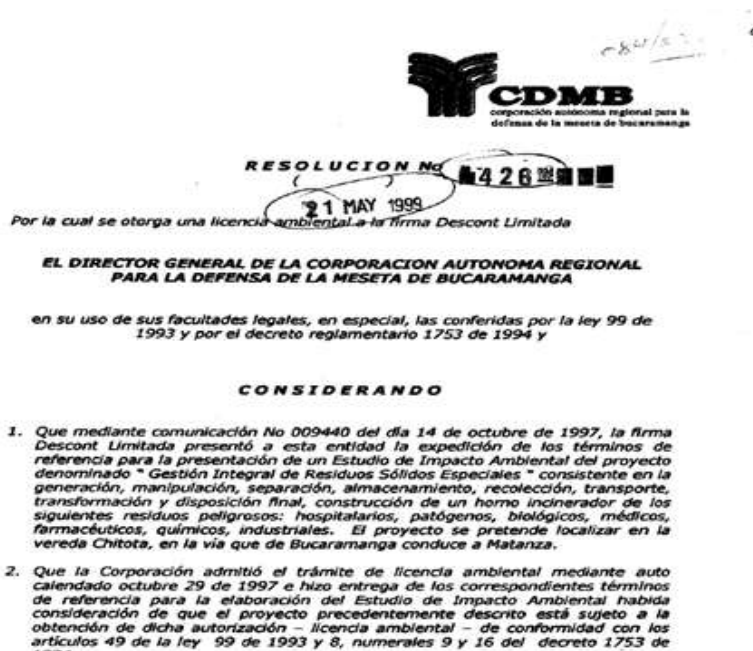 CDMB
corporación autónoma regional para la
defensa de la meseta de bucaramanga
RESOLUCION No 426
21 MAY 1999
Por la cual se otorga una licencia ambiental a la firma Descont Limitada
EL DIRECTOR GENERAL DE LA CORPORACION AUTONOMA REGIONAL
PARA LA DEFENSA DE LA MESETA DE BUCARAMANGA
en su uso de sus facultades legales, en especial, las conferidas por la ley 99 de
1993 y por el decreto reglamentario 1753 de 1994 y
CONSIDERANDO
1. Que mediante comunicación No 009440 del día 14 de octubre de 1997, la firma
Descont Limitada presentó a esta entidad la expedición de los términos de
referencia para la presentación de un Estudio de Impacto Ambiental del proyecto
denominado " Gestión Integral de Residuos Sólidos Especiales " consistente en la
generación, manipulación, separación, almacenamiento, recolección, transporte,
transformación y disposición final, construcción de un horno incinerador de los
siguientes residuos peligrosos: hospitalarios, patógenos, biológicos, médicos,
farmacéuticos, químicos, industriales. El proyecto se pretende localizar en la
vereda Chitota, en la vía que de Bucaramanga conduce a Matanza.
2. Que la Corporación admitió el trámite de licencia ambiental mediante auto
calendado octubre 29 de 1997 e hizo entrega de los correspondientes términos
de referencia para la elaboración del Estudio de Impacto Ambiental habida
consideración de que el proyecto precedentemente descrito está sujeto a la
obtención de dicha autorización – licencia ambiental – de conformidad con los
artículos 49 de la ley 99 de 1993 y 8, numerales 9 y 16 del decreto 1753 de